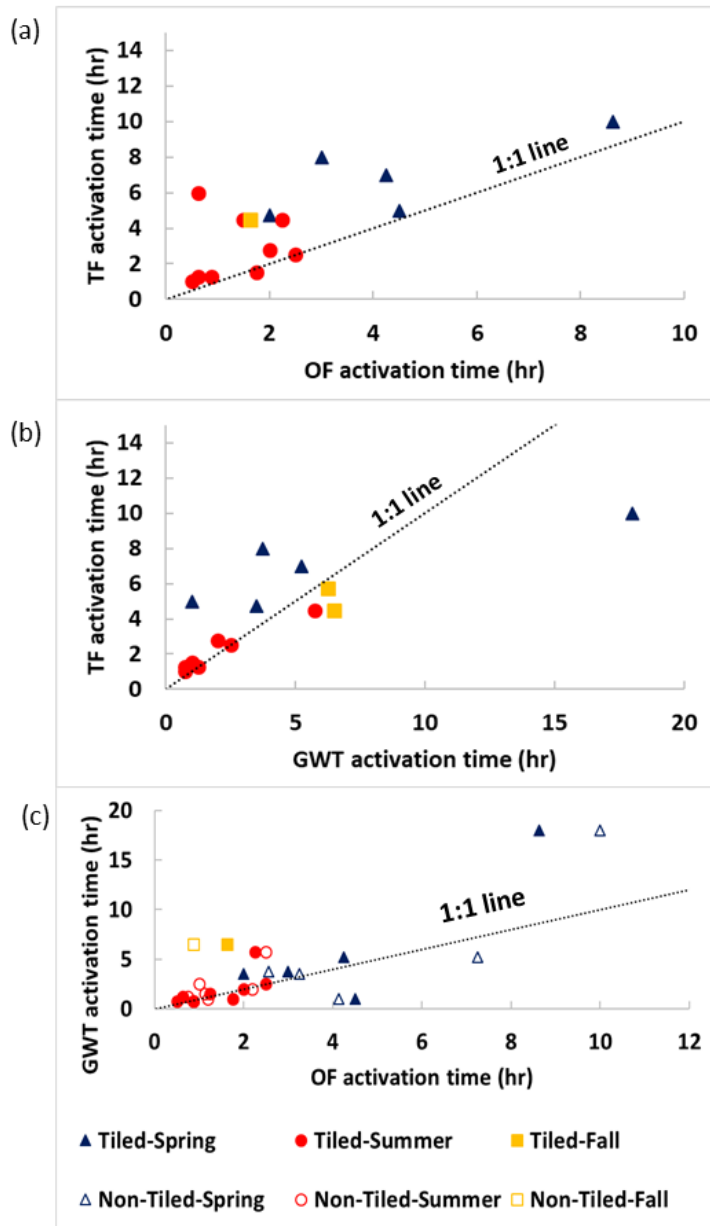 (a)
14
12
10
8
6
4
2
0
TF activation time (hr)
1:1 line
0 2 4 6 8 10
OF activation time (hr)
(b)
14
12
10
8
6
4
2
0
TF activation time (hr)
1:1 line
0 5 10 15 20
GWT activation time (hr)
(c)
20
15
10
5
0
GWT activation time (hr)
1:1 line
0 2 4 6 8 10 12
OF activation time (hr)
Tiled-Spring Tiled-Summer Tiled-Fall
Non-Tiled-Spring Non-Tiled-Summer Non-Tiled-Fall